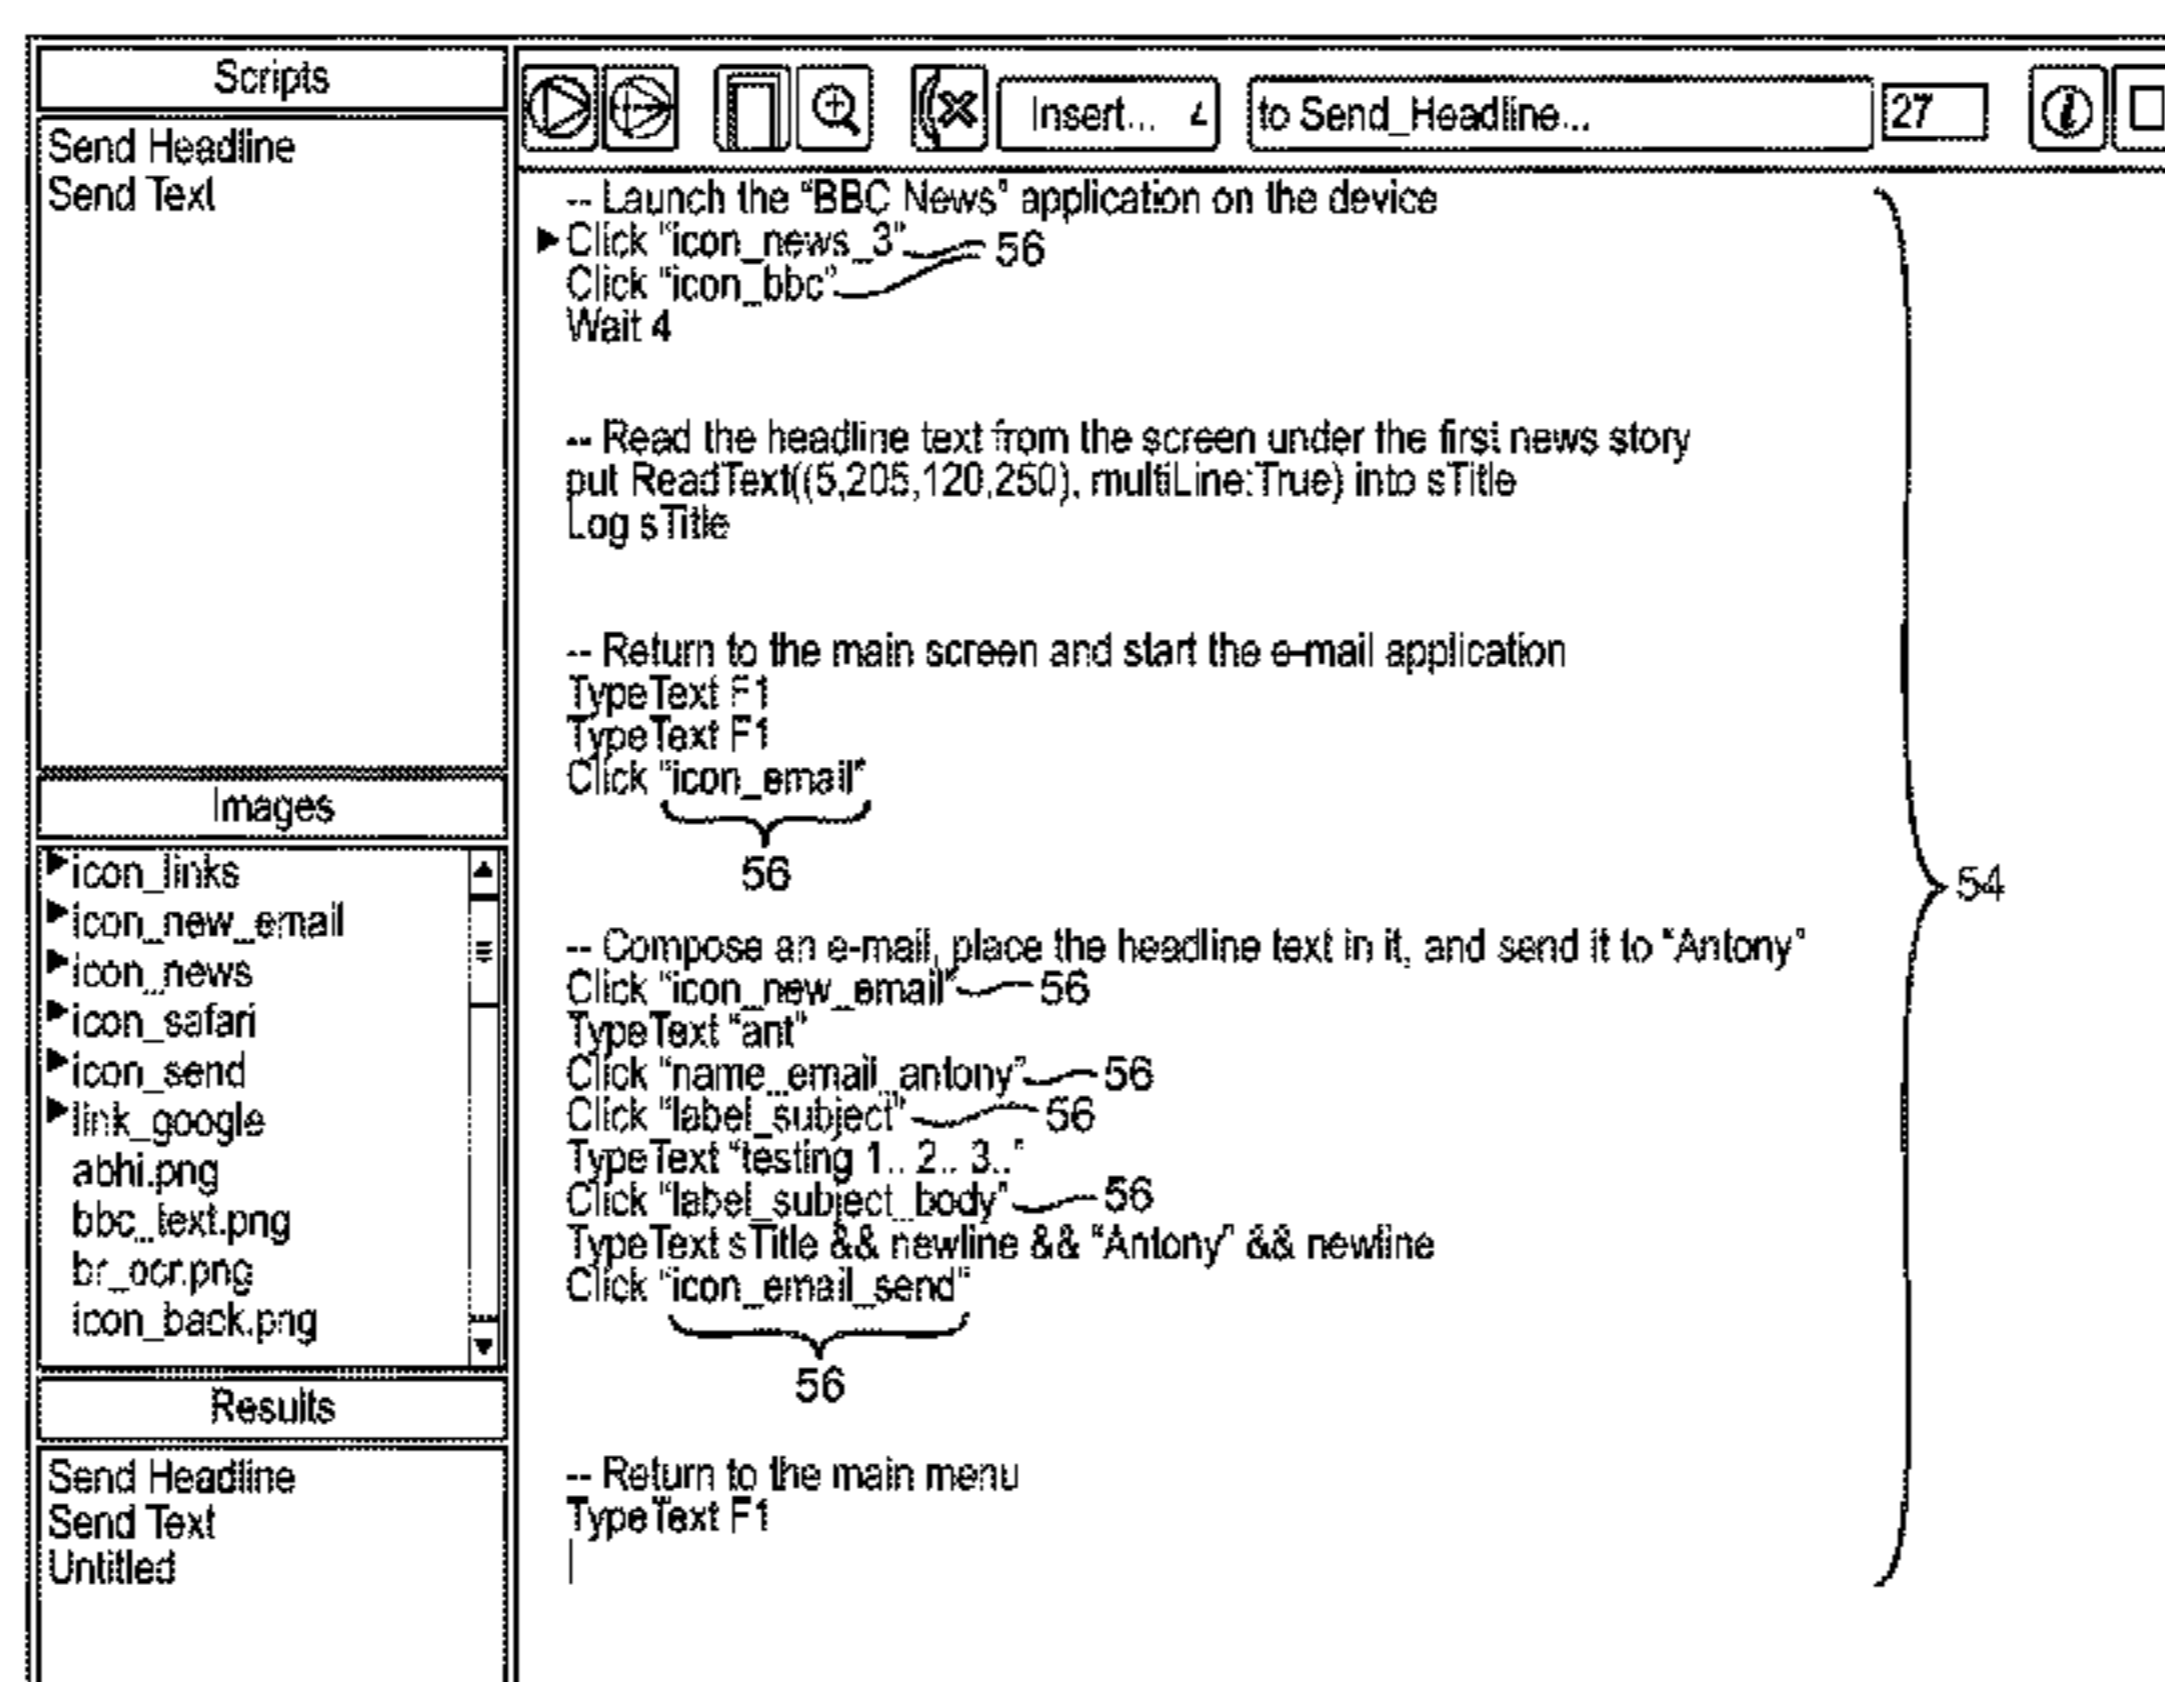 Scripts
Send Headline
Send Text
Images
icon_links
icon_new_email
icon_news
icon_safari
icon_send
link_google
abhi.png
bbc_text.png
br_ocr.png
icon_back.png
Results
Send Headline
Send Text
Untitled
Insert... to Send_Headline... 27
-- Launch the "BBC News" application on the device
Click "icon_news_3" 56
Click "icon_bbc"
Wait 4
-- Read the headline text from the screen under the first news story
put ReadText((5,205,120,250), multiLine:True) into sTitle
Log sTitle
-- Return to the main screen and start the e-mail application
TypeText F1
TypeText F1
Click "icon_email"
56
54
-- Compose an e-mail, place the headline text in it, and send it to "Antony"
Click "icon_new_email" 56
TypeText "ant"
Click "name_email_antony" 56
Click "label_subject" 56
TypeText "testing 1.. 2.. 3.."
Click "label_subject_body" 56
TypeText sTitle && newline && "Antony" && newline
Click "icon_email_send"
56
-- Return to the main menu
TypeText F1